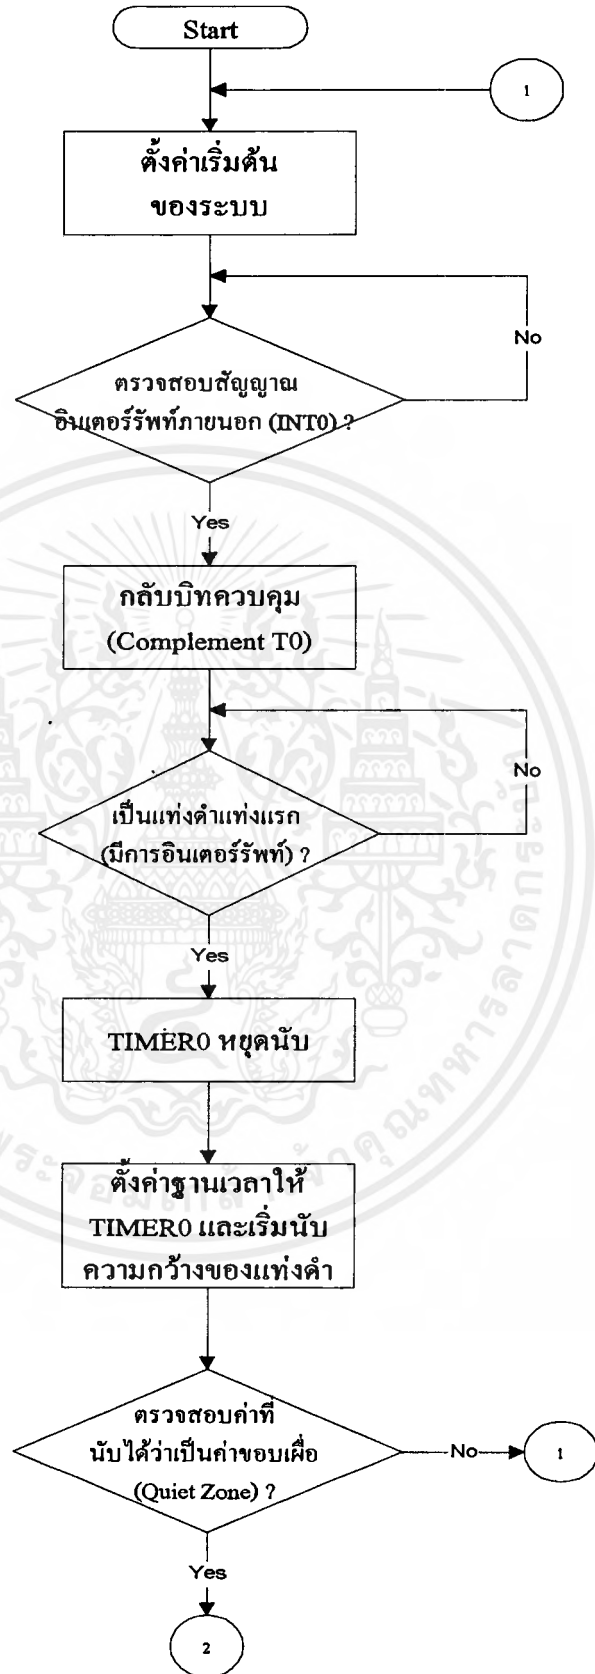 Start
1
ตั้งค่าเริ่มต้น
ของระบบ
No
ตรวจสอบสัญญาณ
อินเตอร์รัพท์ภายนอก (INT0) ?
Yes
กลับบิทควบคุม
(Complement T0)
No
เป็นแท่งดำแท่งแรก
(มีการอินเตอร์รัพท์) ?
Yes
TIMER0 หยุดนับ
ตั้งค่าฐานเวลาให้
TIMER0 และเริ่มนับ
ความกว้างของแท่งดำ
ตรวจสอบค่าที่
นับได้ว่าเป็นค่าขอบเผื่อ
(Quiet Zone) ?
No
1
Yes
2